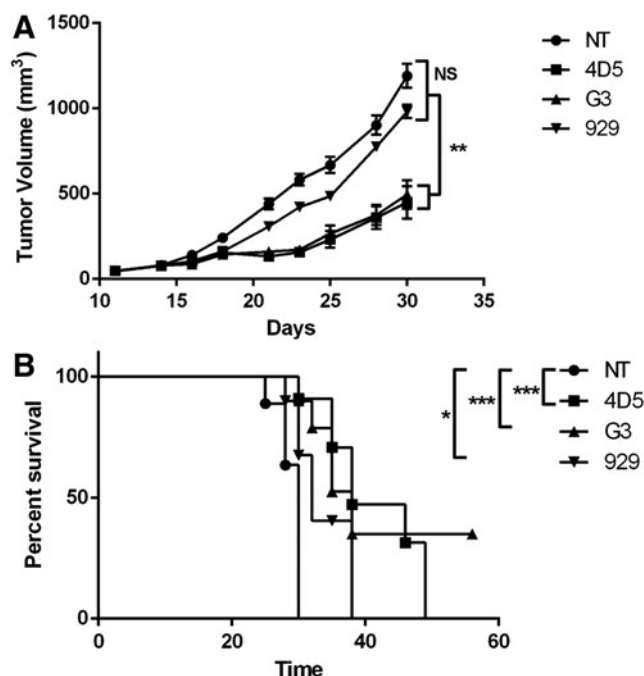 A
Tumor Volume (mm³)
1500
1000
500
0
10 15 20 25 30 35
Days
NS
**
NT
4D5
G3
929
B
Percent survival
100
50
0
0 20 40 60
Time
* *** ***
NT
4D5
G3
929